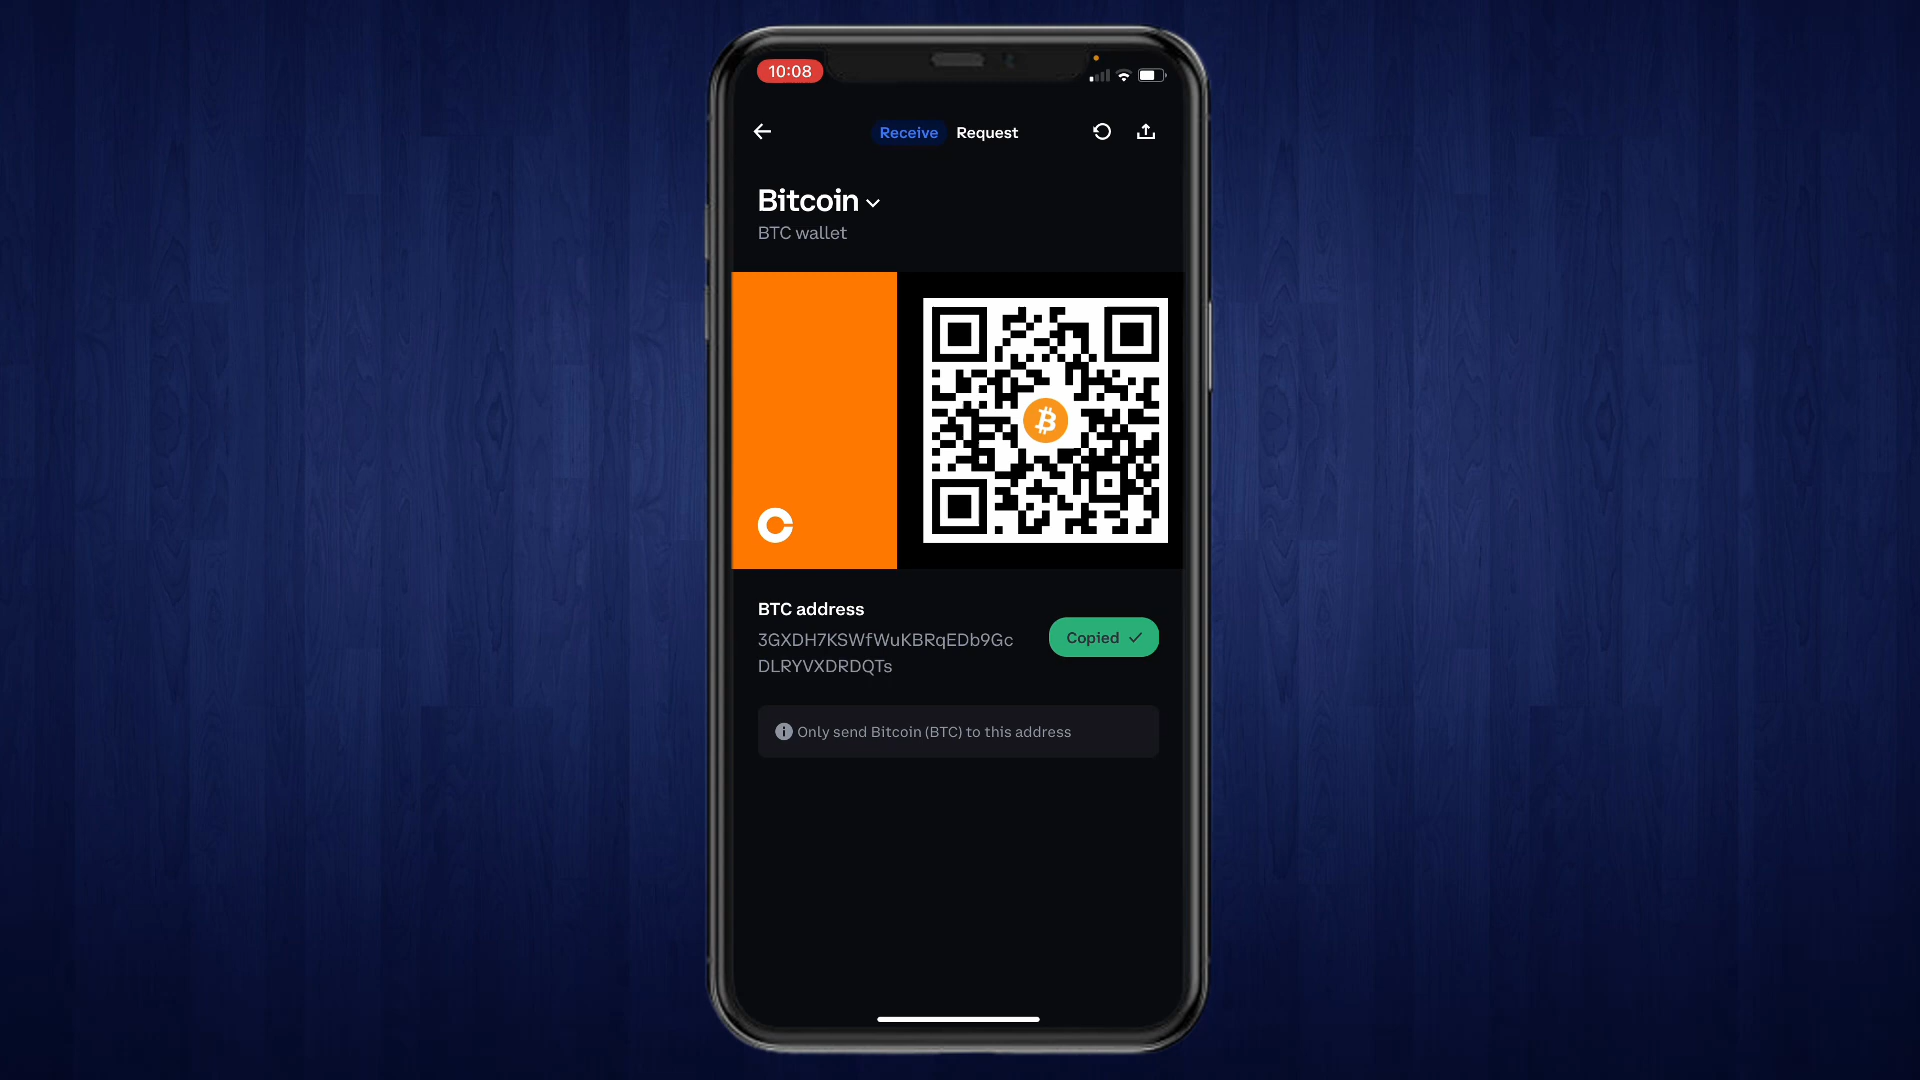 10:08
Receive Request
Bitcoin
BTC wallet
BTC address
3GXDH7KSWfWuKBRqEDb9Gc
DLRYVXDRDQTs
Copied
Only send Bitcoin (BTC) to this address